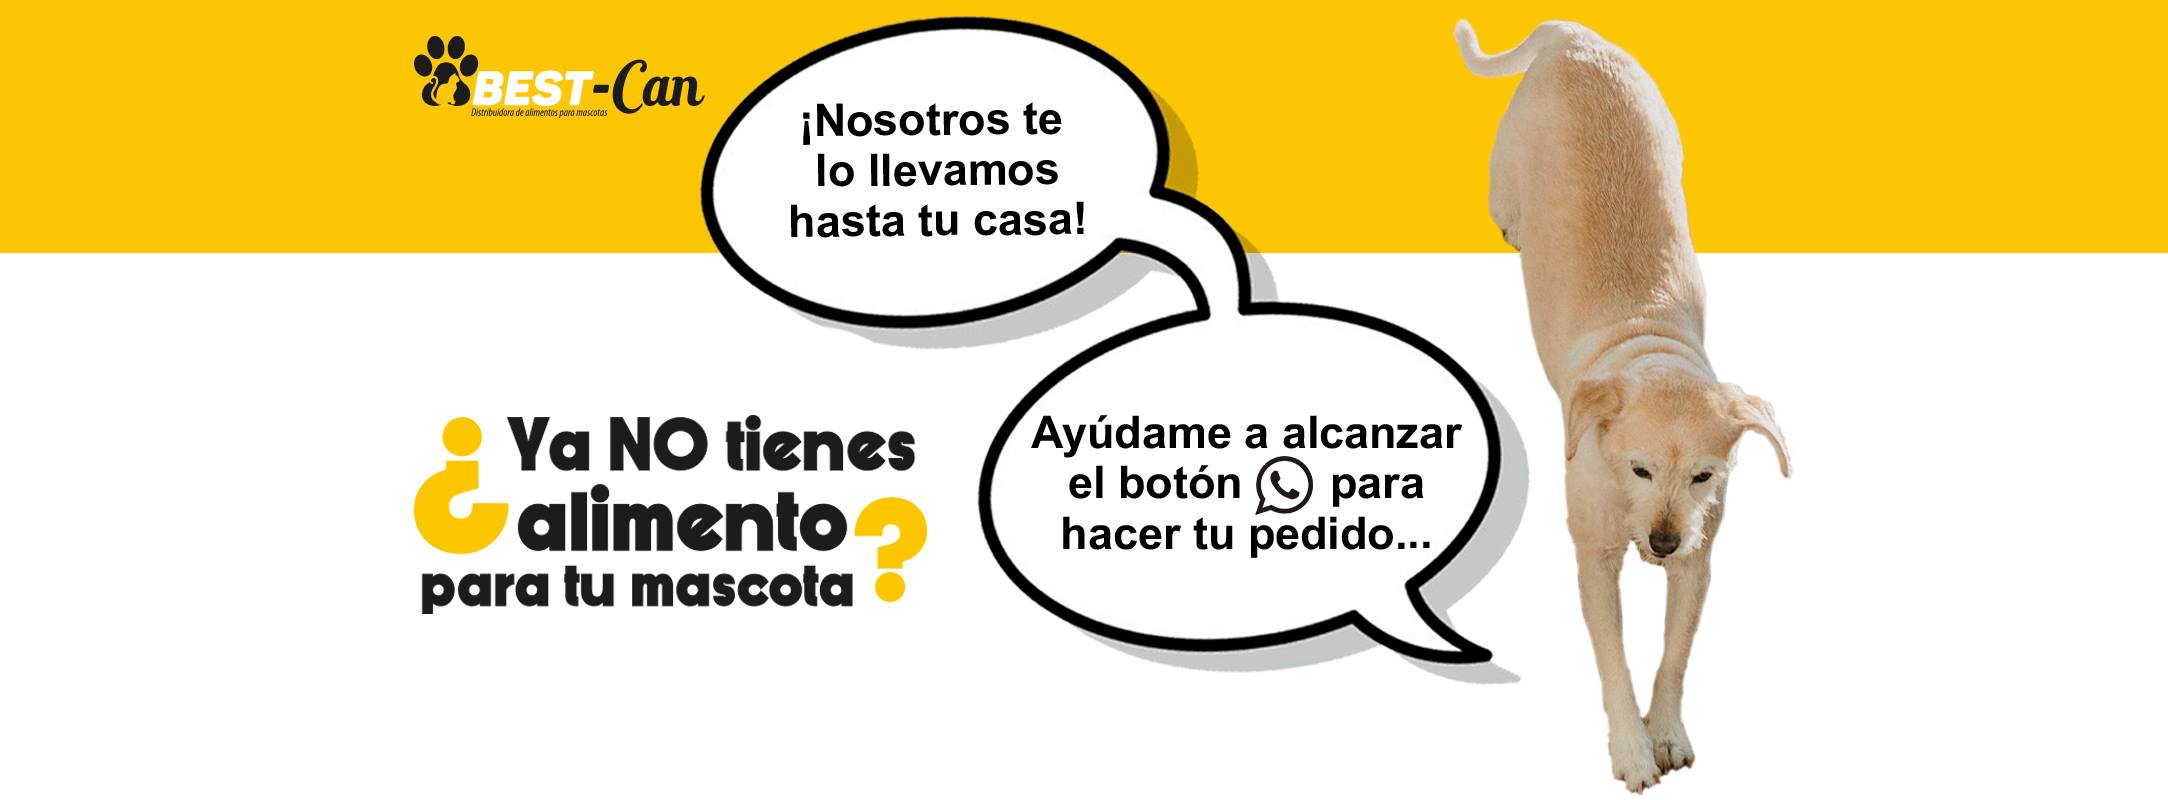 BEST-Can
Distribuidora de alimentos para mascotas
¡Nosotros te
lo llevamos
hasta tu casa!
¿Ya NO tienes
alimento?
para tu mascota
Ayúdame a alcanzar
el botón para
hacer tu pedido...